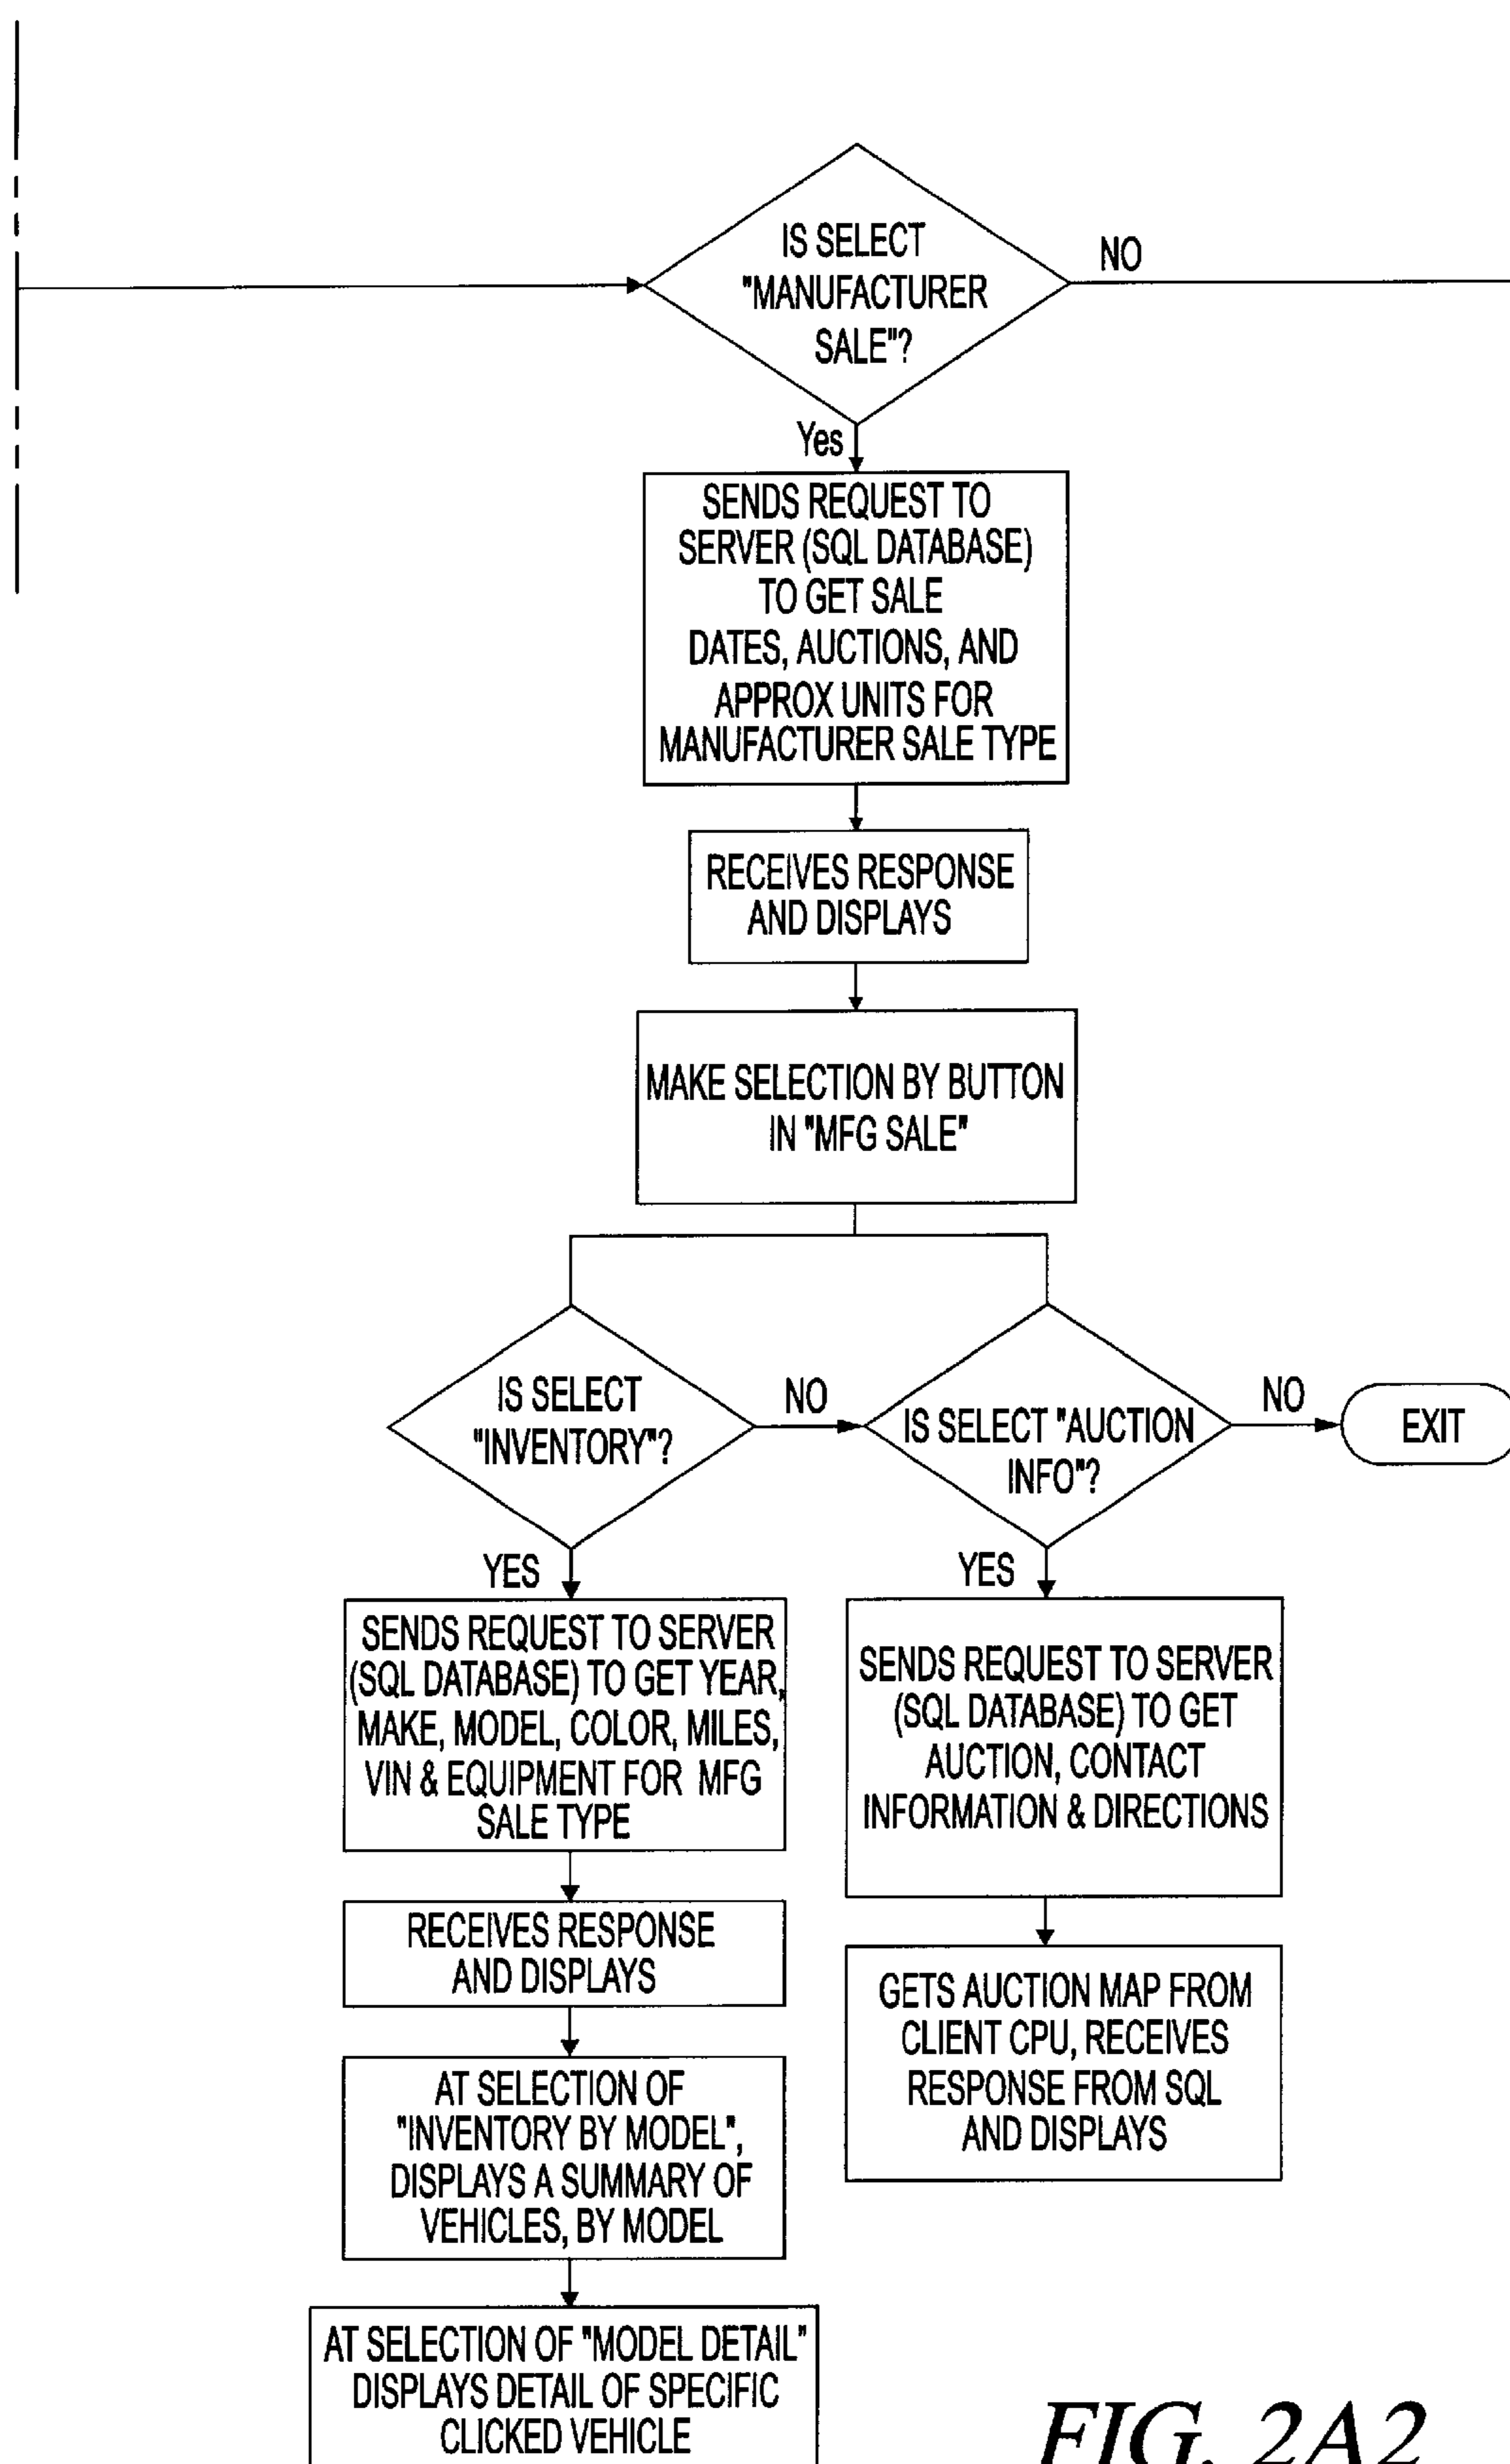 IS SELECT
"MANUFACTURER
SALE"?
NO
Yes
SENDS REQUEST TO
SERVER (SQL DATABASE)
TO GET SALE
DATES, AUCTIONS, AND
APPROX UNITS FOR
MANUFACTURER SALE TYPE
RECEIVES RESPONSE
AND DISPLAYS
MAKE SELECTION BY BUTTON
IN "MFG SALE"
IS SELECT
"INVENTORY"?
NO
IS SELECT "AUCTION
INFO"?
NO
EXIT
YES
SENDS REQUEST TO SERVER
(SQL DATABASE) TO GET YEAR,
MAKE, MODEL, COLOR, MILES,
VIN & EQUIPMENT FOR MFG
SALE TYPE
RECEIVES RESPONSE
AND DISPLAYS
AT SELECTION OF
"INVENTORY BY MODEL",
DISPLAYS A SUMMARY OF
VEHICLES, BY MODEL
AT SELECTION OF "MODEL DETAIL"
DISPLAYS DETAIL OF SPECIFIC
CLICKED VEHICLE
YES
SENDS REQUEST TO SERVER
(SQL DATABASE) TO GET
AUCTION, CONTACT
INFORMATION & DIRECTIONS
GETS AUCTION MAP FROM
CLIENT CPU, RECEIVES
RESPONSE FROM SQL
AND DISPLAYS
FIG. 2A2